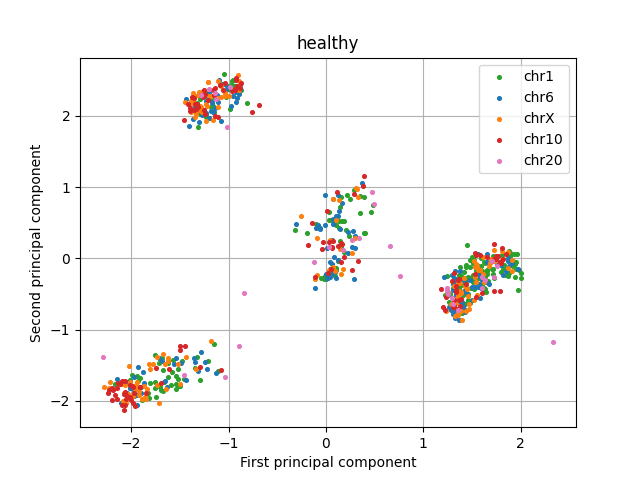 healthy
chr1
chr6
chrX
chr10
chr20
Second principal component
2
1
0
−1
−2
−2
−1
0
1
2
First principal component